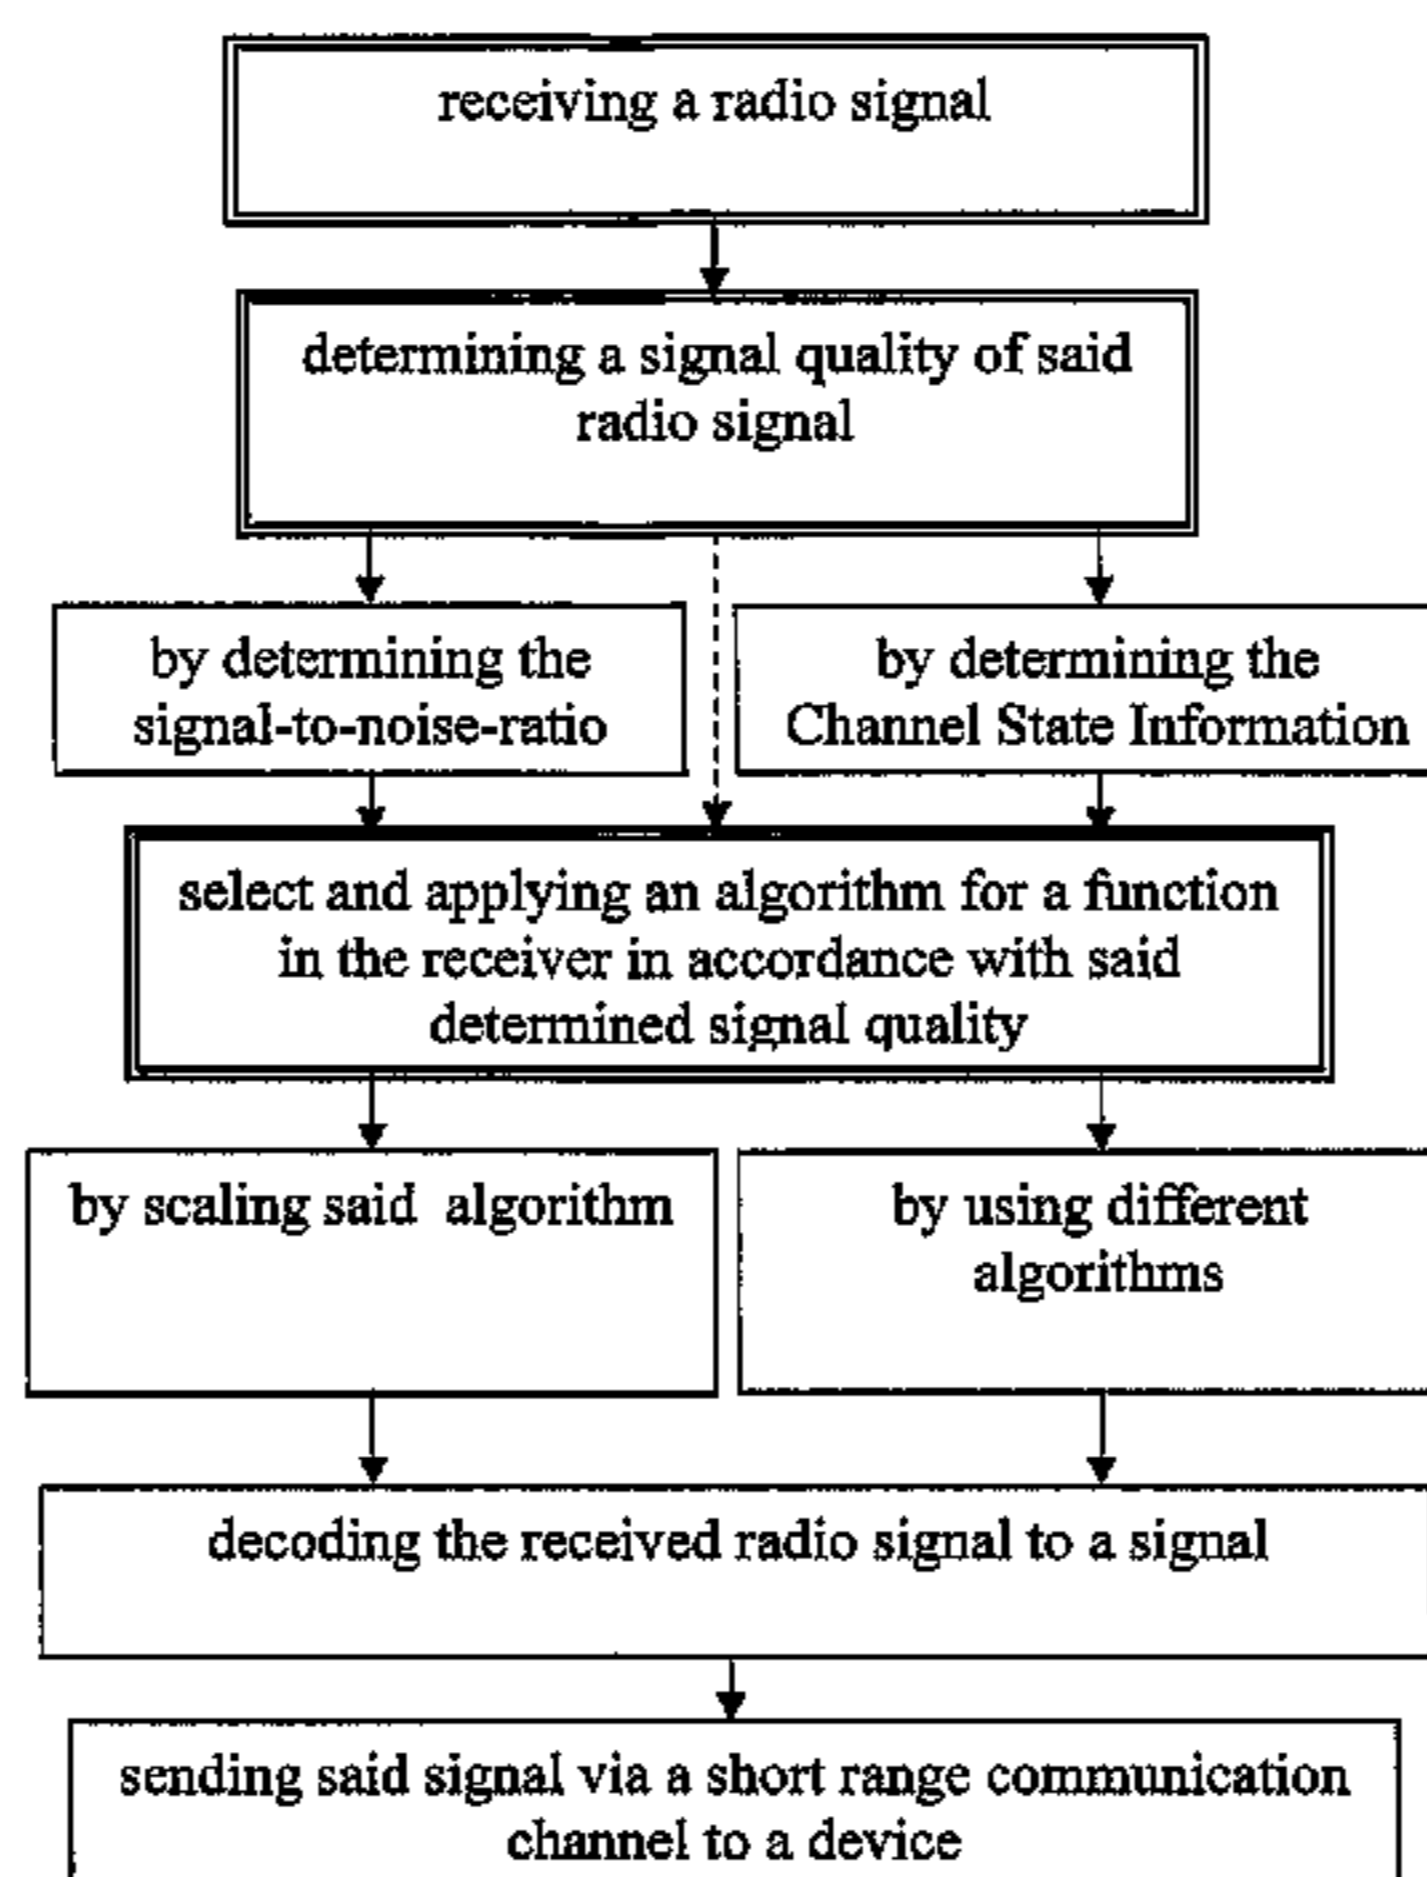 receiving a radio signal
determining a signal quality of said
radio signal
by determining the
signal-to-noise-ratio
by determining the
Channel State Information
select and applying an algorithm for a function
in the receiver in accordance with said
determined signal quality
by scaling said algorithm
by using different
algorithms
decoding the received radio signal to a signal
sending said signal via a short range communication
channel to a device